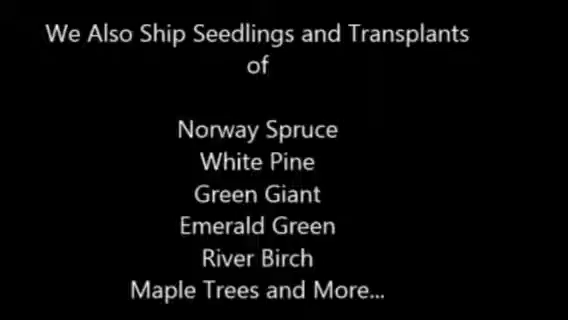 We Also Ship Seedlings and Transplants
of
Norway Spruce
White Pine
Green Giant
Emerald Green
River Birch
Maple Trees and More...